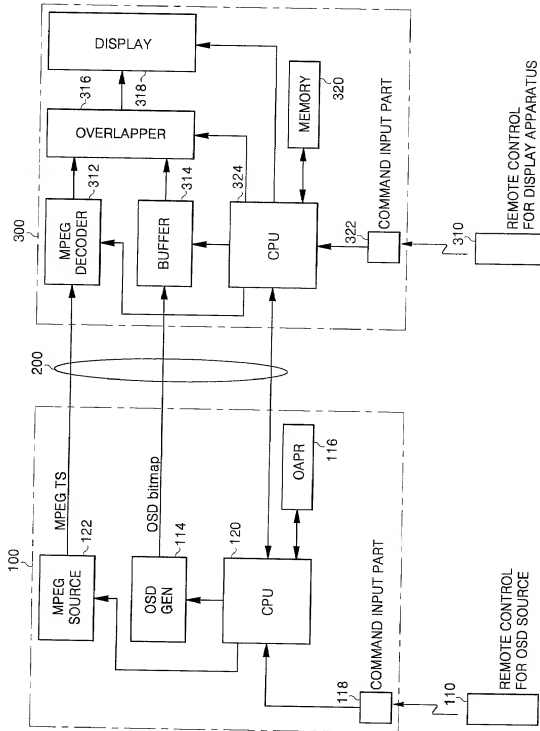 100
MPEG
SOURCE
122
MPEG TS
OSD
GEN
114
OSD bitmap
CPU
120
OAPR
116
118
COMMAND INPUT PART
110
REMOTE CONTROL
FOR OSD SOURCE
200
300
MPEG
DECODER
312
BUFFER
314
OVERLAPPER
316
DISPLAY
318
CPU
324
MEMORY
320
322
COMMAND INPUT PART
310
REMOTE CONTROL
FOR DISPLAY APPARATUS